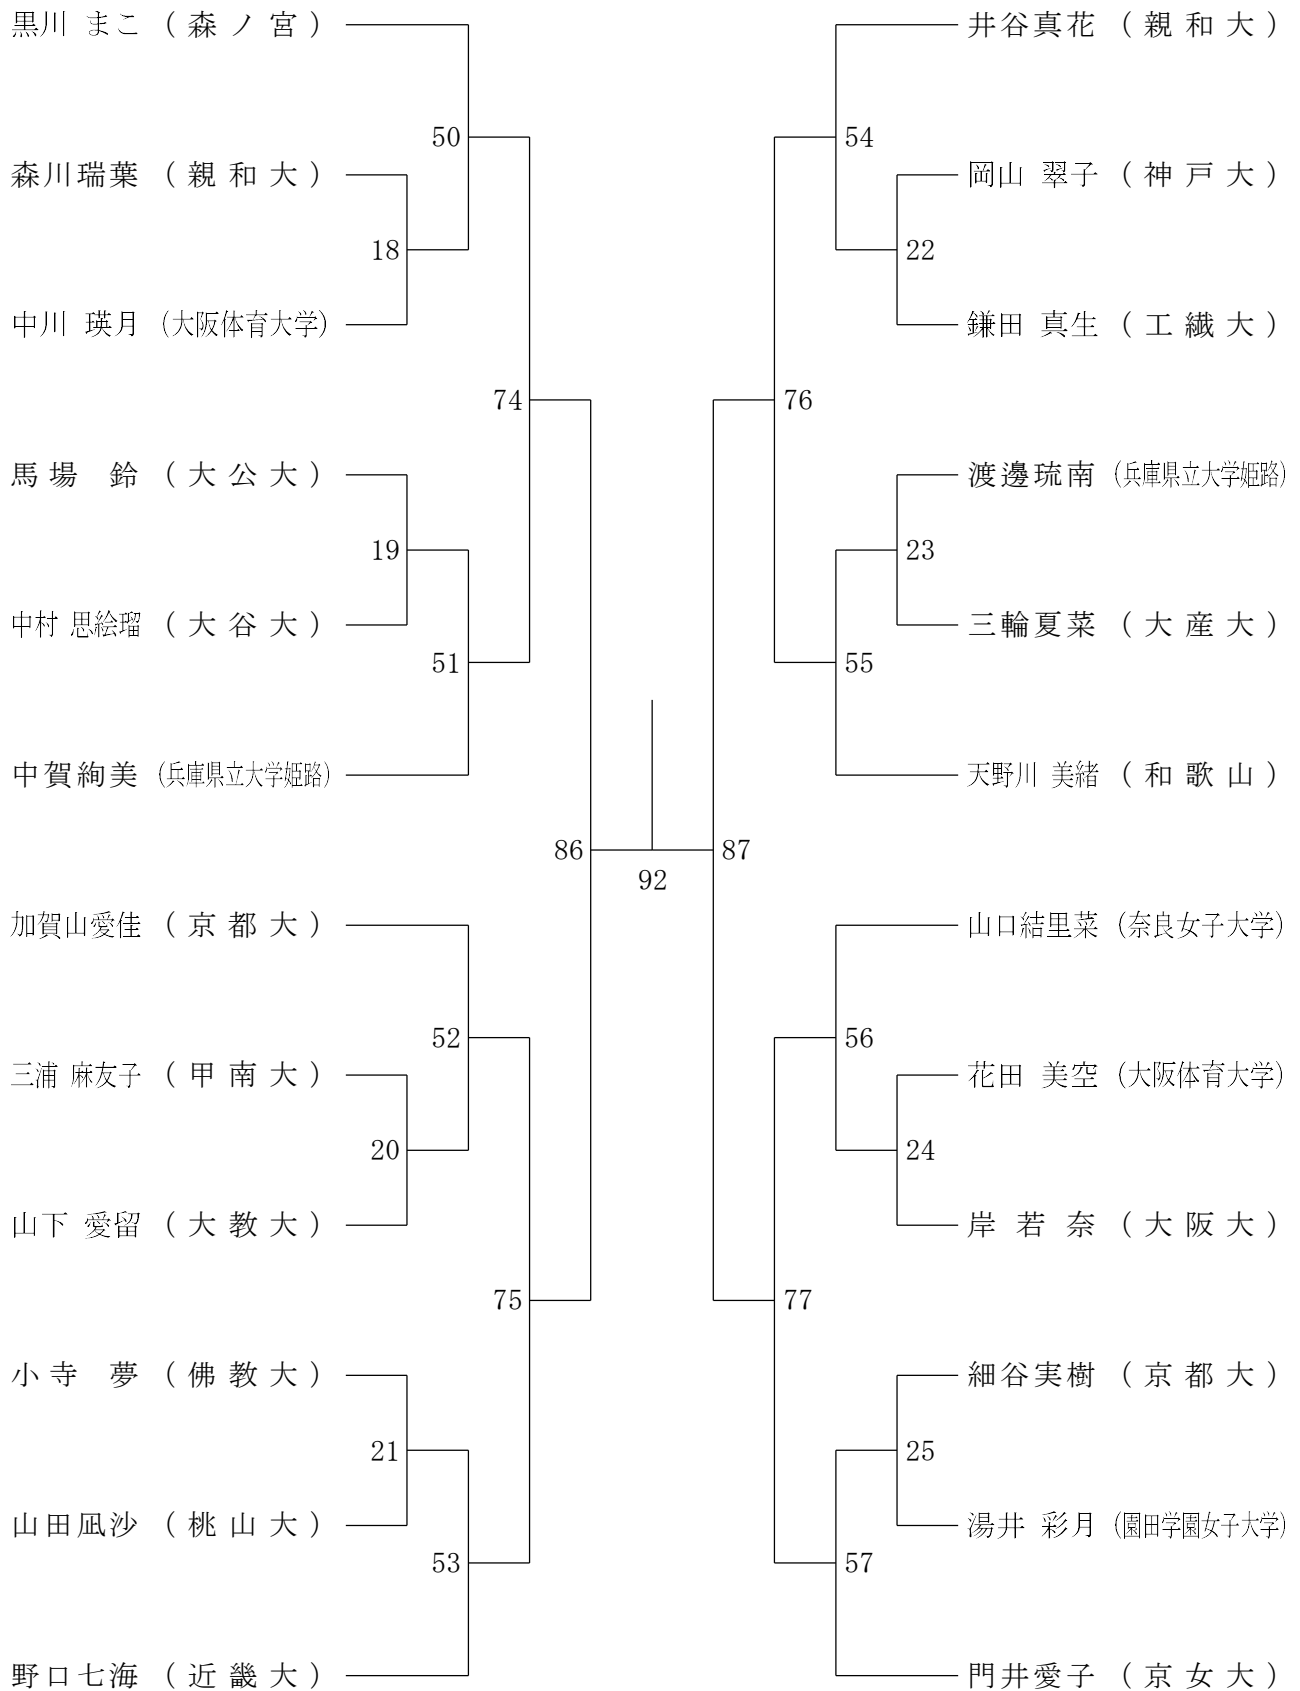 黒川 まこ (森ノ宮)
50
森川瑞葉 (親和大)
18
中川 瑛月 (大阪体育大学)
74
馬場 鈴 (大公大)
19
中村 思絵瑠 (大谷大)
51
中賀絢美 (兵庫県立大学姫路)
86
加賀山愛佳 (京都大)
52
三浦 麻友子 (甲南大)
20
山下 愛留 (大教大)
75
小寺 夢 (佛教大)
21
山田凪沙 (桃山大)
53
野口七海 (近畿大)
92
井谷真花 (親和大)
54
岡山 翠子 (神戸大)
22
鎌田 真生 (工繊大)
76
渡邊琉南 (兵庫県立大学姫路)
23
三輪夏菜 (大産大)
55
天野川 美緒 (和歌山)
87
山口結里菜 (奈良女子大学)
56
花田 美空 (大阪体育大学)
24
岸若奈 (大阪大)
77
細谷実樹 (京都大)
25
湯井 彩月 (園田学園女子大学)
57
門井愛子 (京女大)